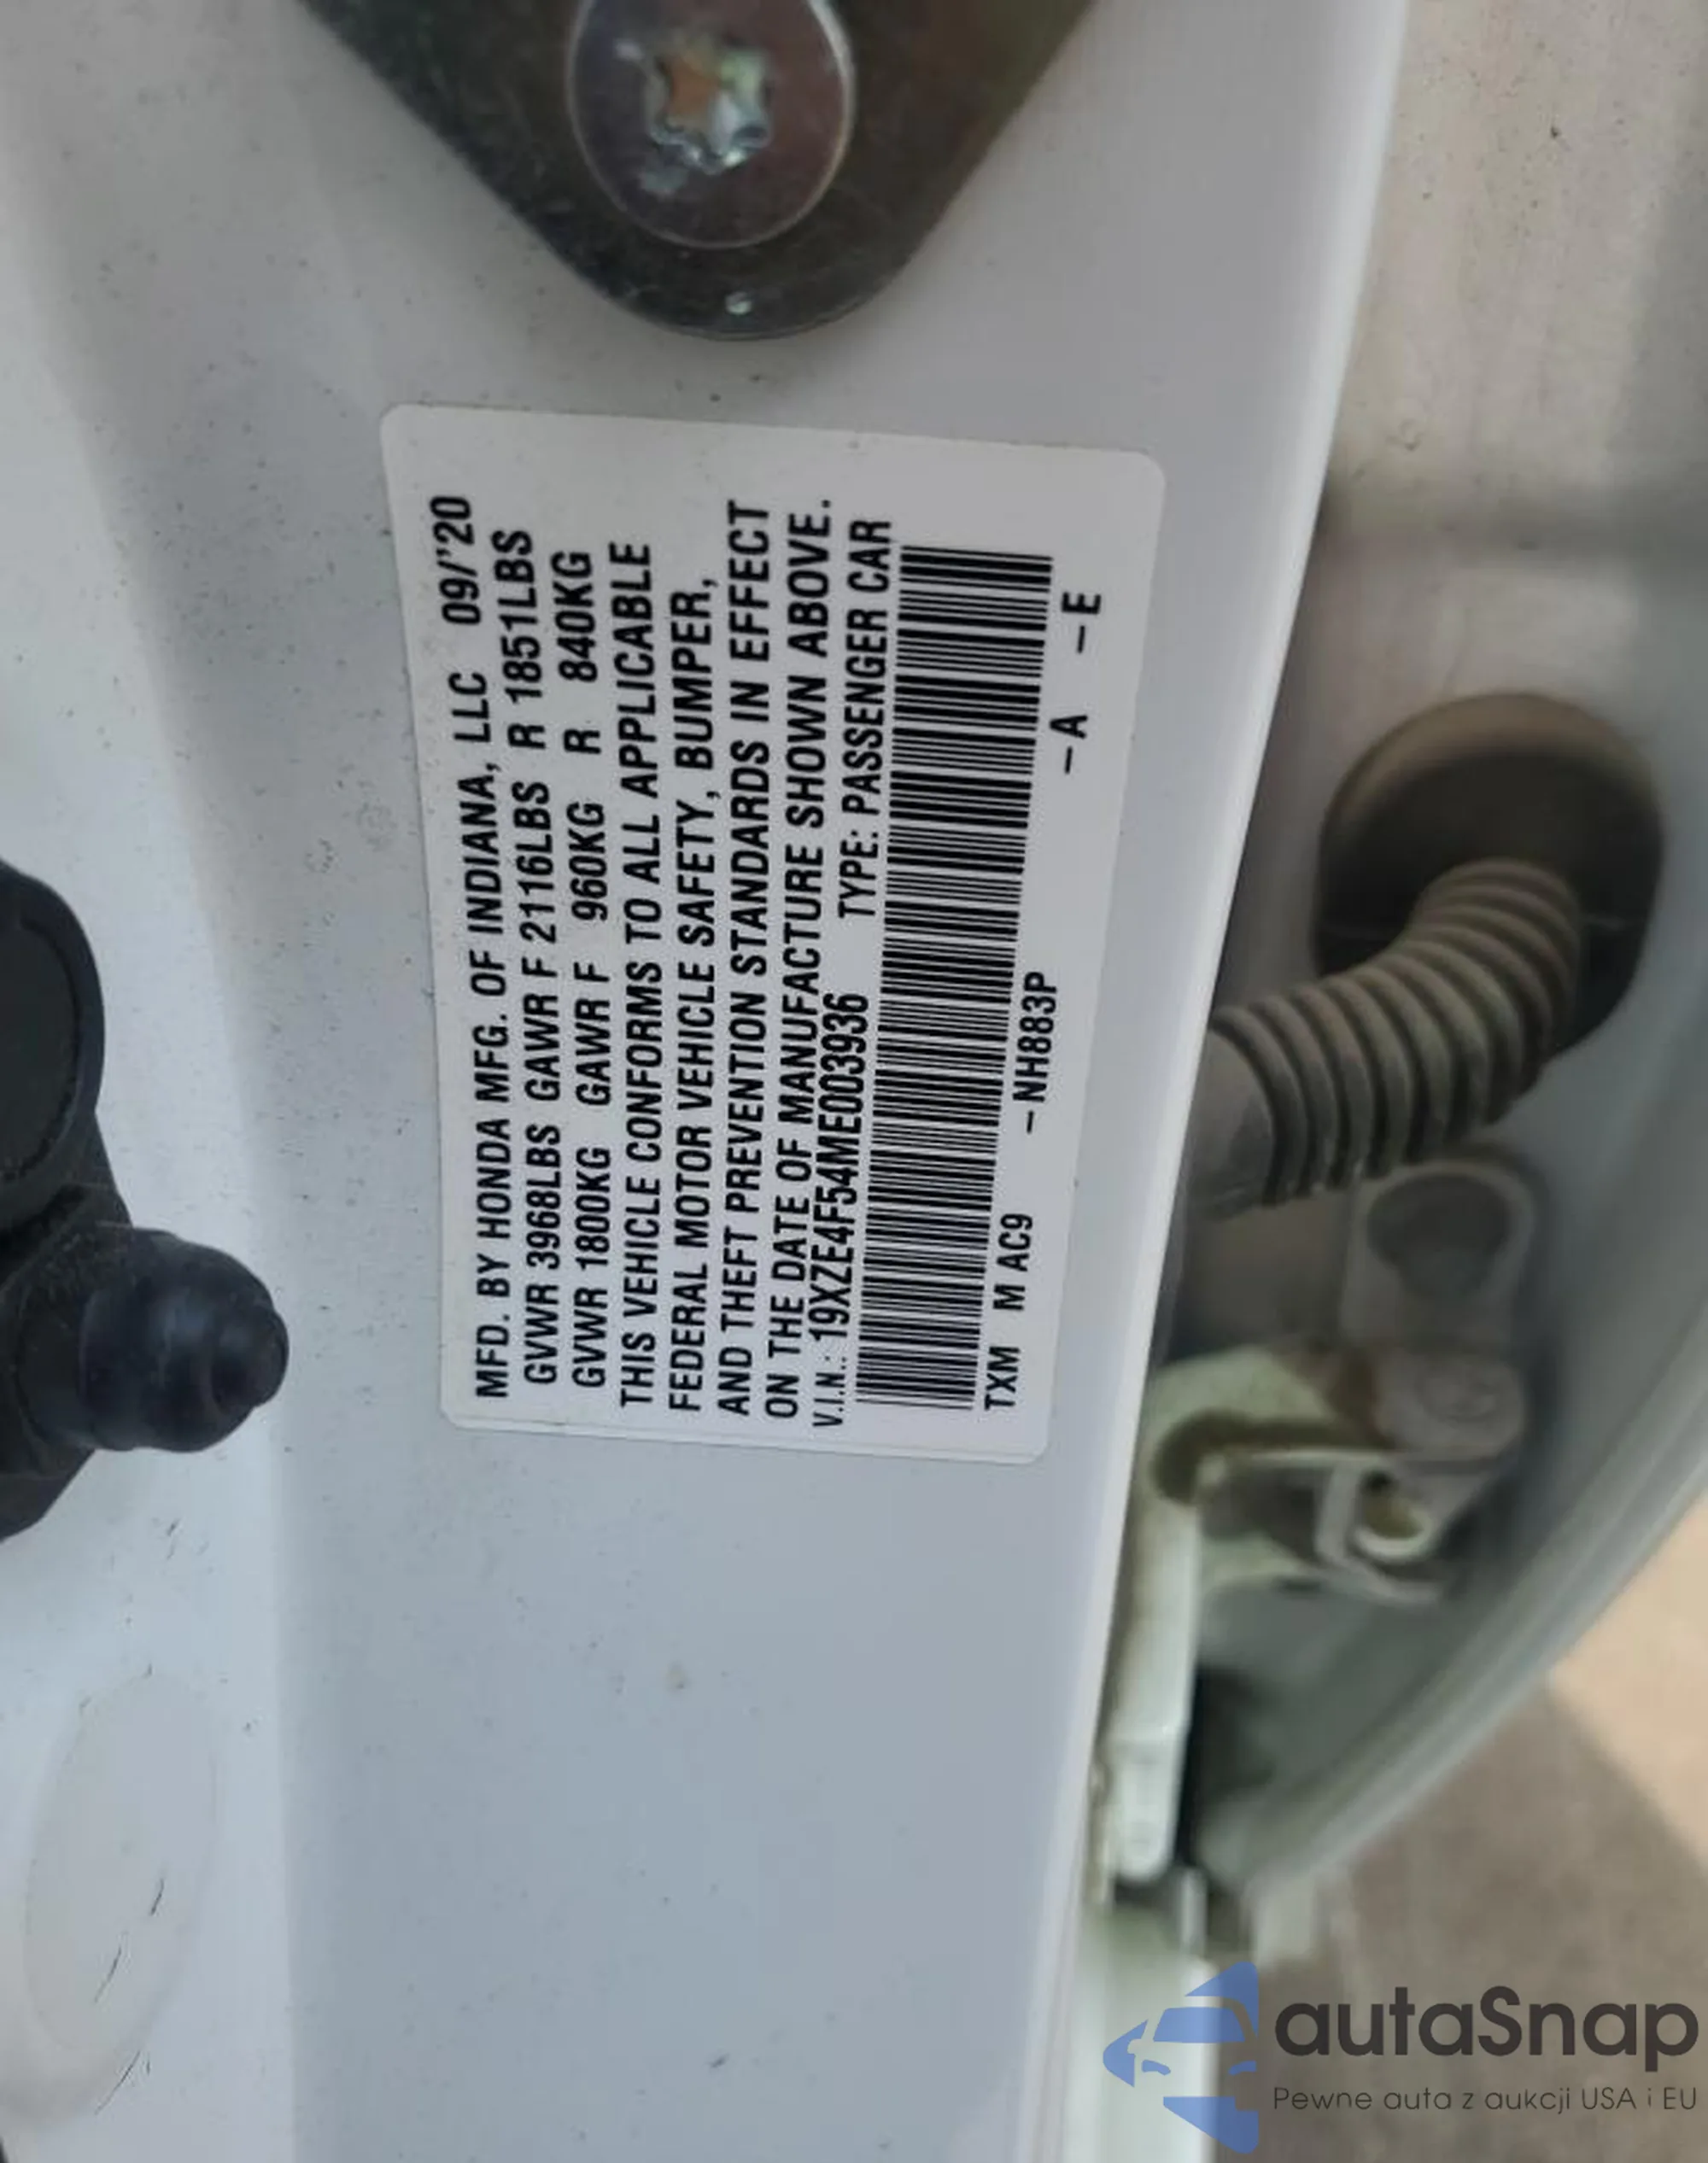 MFD. BY HONDA MFG. OF INDIANA, LLC 09/'20
GVWR 3968LBS GAWR F 2116LBS R 1851LBS
GVWR 1800KG GAWR F 960KG R 840KG
THIS VEHICLE CONFORMS TO ALL APPLICABLE
FEDERAL MOTOR VEHICLE SAFETY, BUMPER,
AND THEFT PREVENTION STANDARDS IN EFFECT
ON THE DATE OF MANUFACTURE SHOWN ABOVE.
V.I.N.: 19XZE4F54ME003936 TYPE: PASSENGER CAR
TXM M AC9 -NH883P -A -E
autaSnap
Pewne auta z aukcji USA i EU